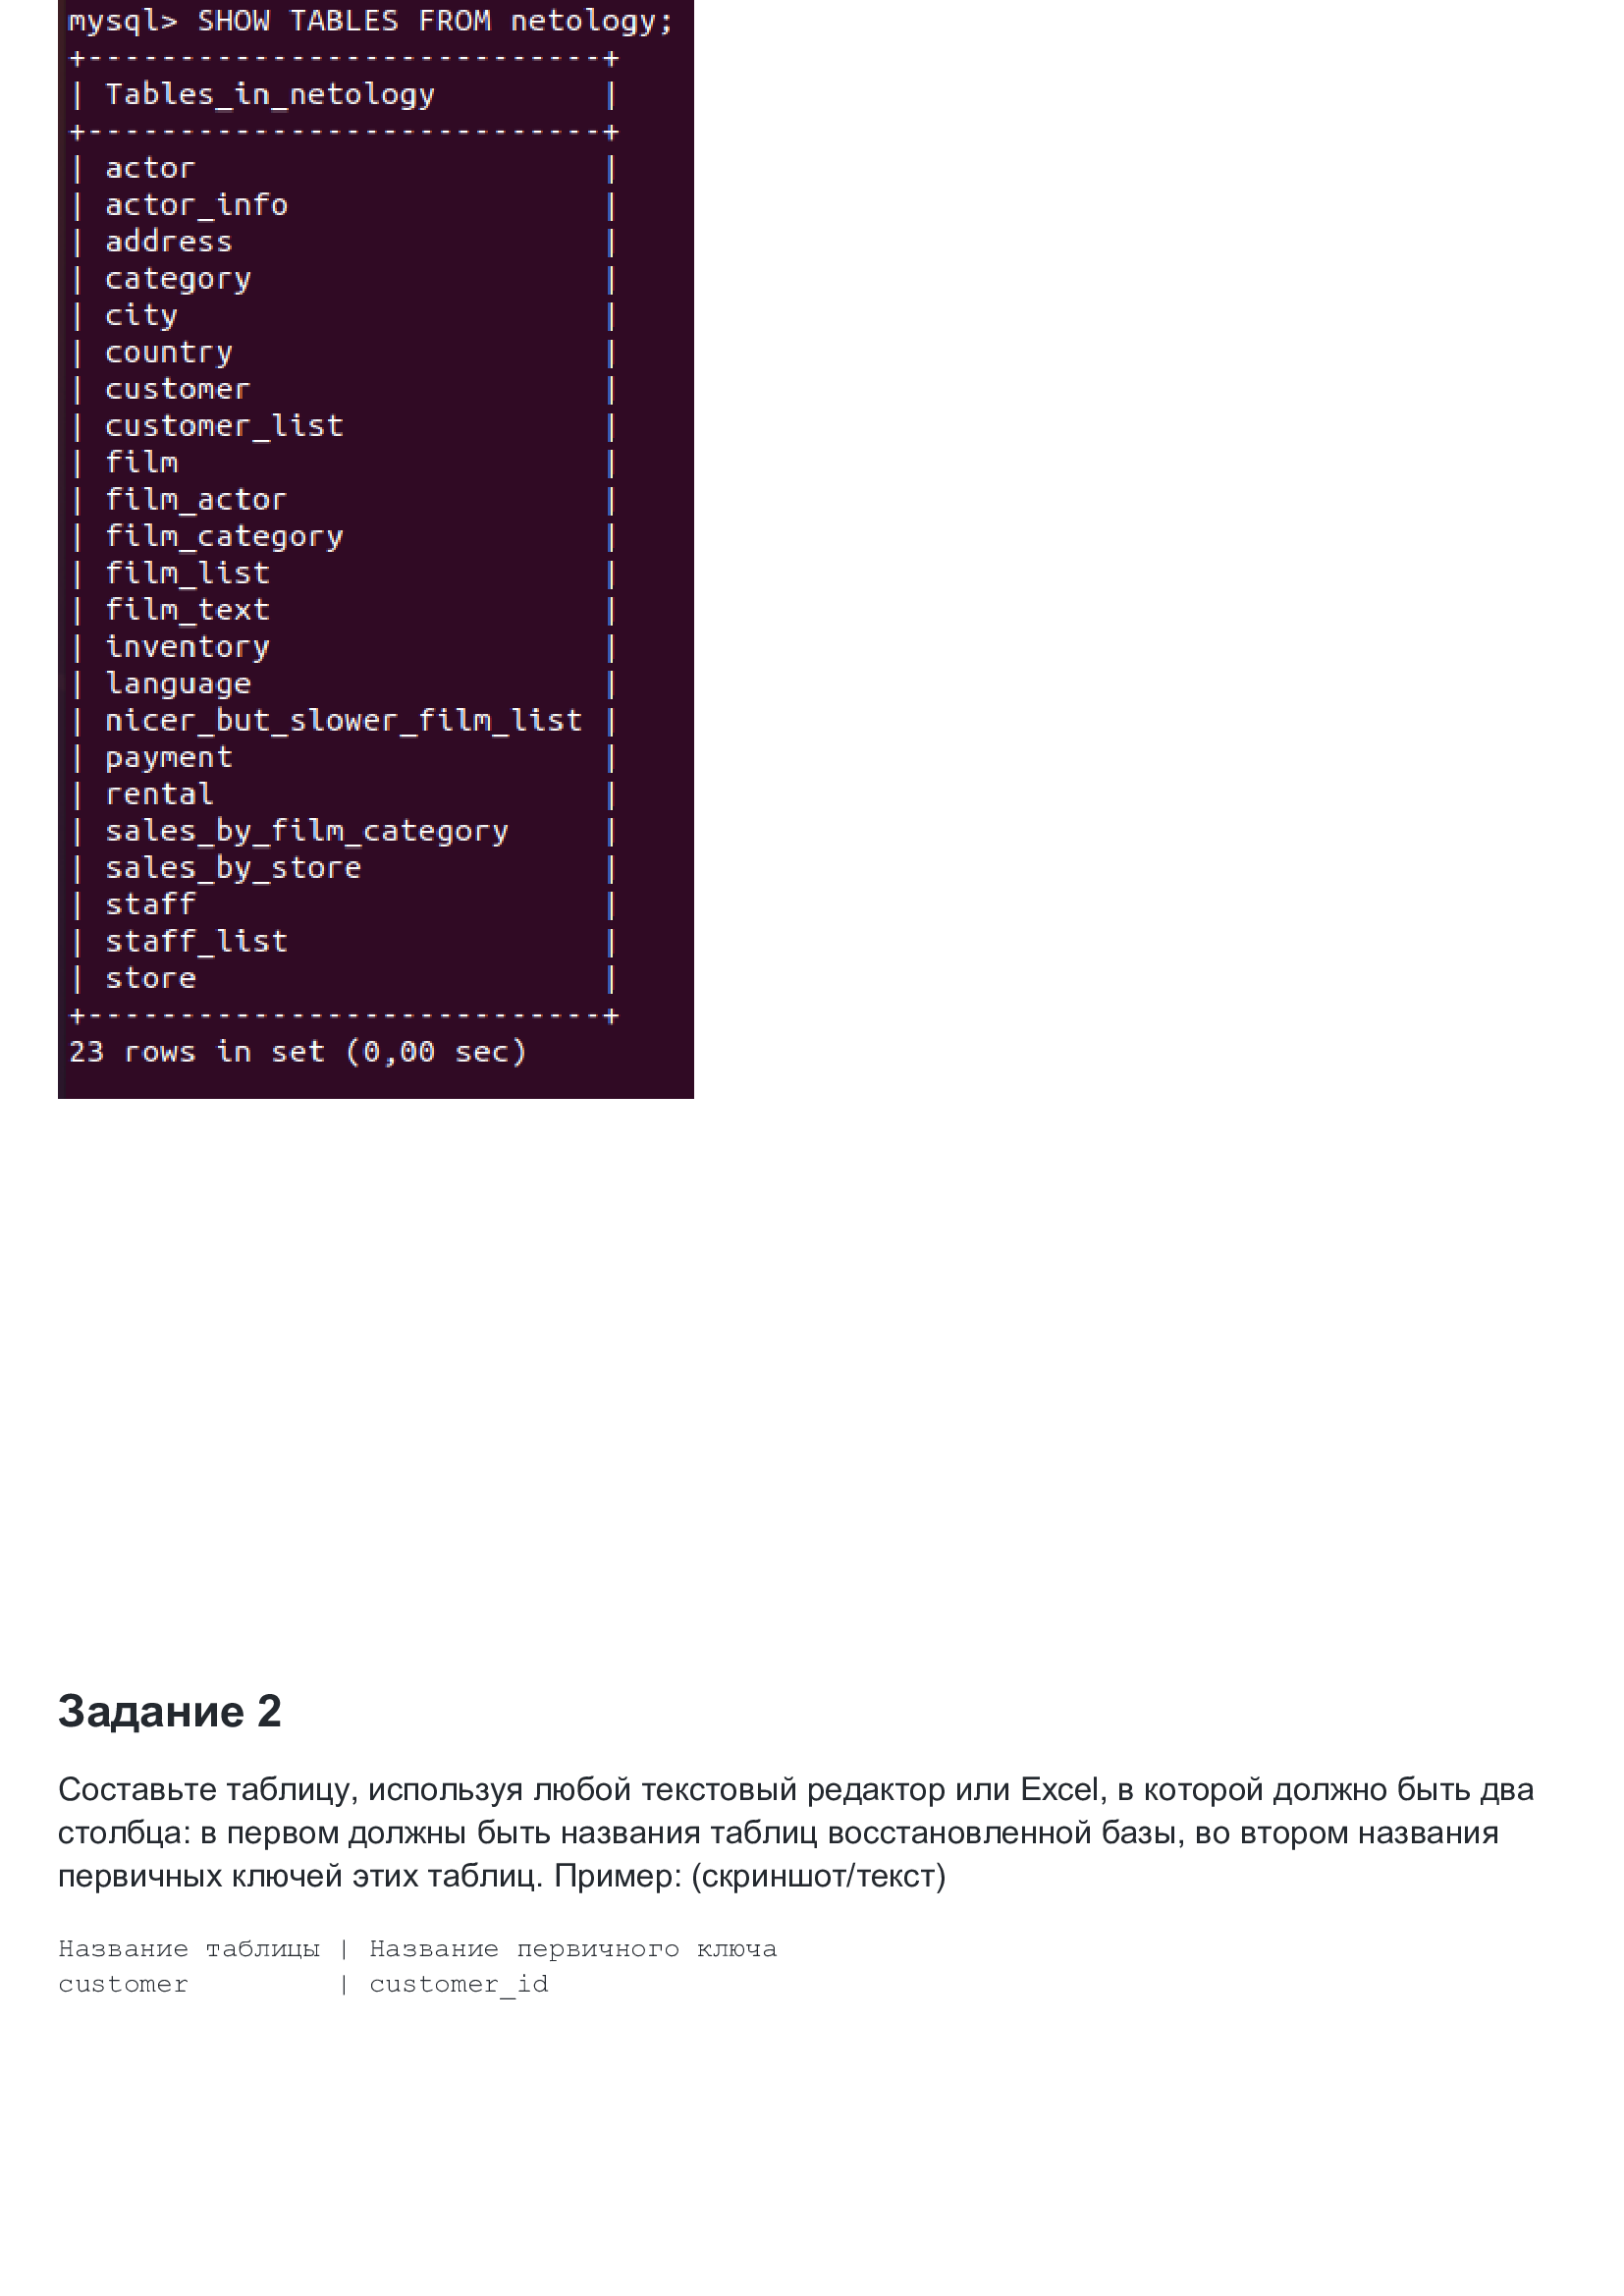 mysql> SHOW TABLES FROM netology;
+----------------------------+
| Tables_in_netology         |
+----------------------------+
| actor                      |
| actor_info                 |
| address                    |
| category                   |
| city                       |
| country                    |
| customer                   |
| customer_list              |
| film                       |
| film_actor                 |
| film_category              |
| film_list                  |
| film_text                  |
| inventory                  |
| language                   |
| nicer_but_slower_film_list |
| payment                    |
| rental                     |
| sales_by_film_category     |
| sales_by_store             |
| staff                      |
| staff_list                 |
| store                      |
+----------------------------+
23 rows in set (0,00 sec)
Задание 2
Составьте таблицу, используя любой текстовый редактор или Excel, в которой должно быть два
столбца: в первом должны быть названия таблиц восстановленной базы, во втором названия
первичных ключей этих таблиц. Пример: (скриншот/текст)
Название таблицы | Название первичного ключа
customer         | customer_id